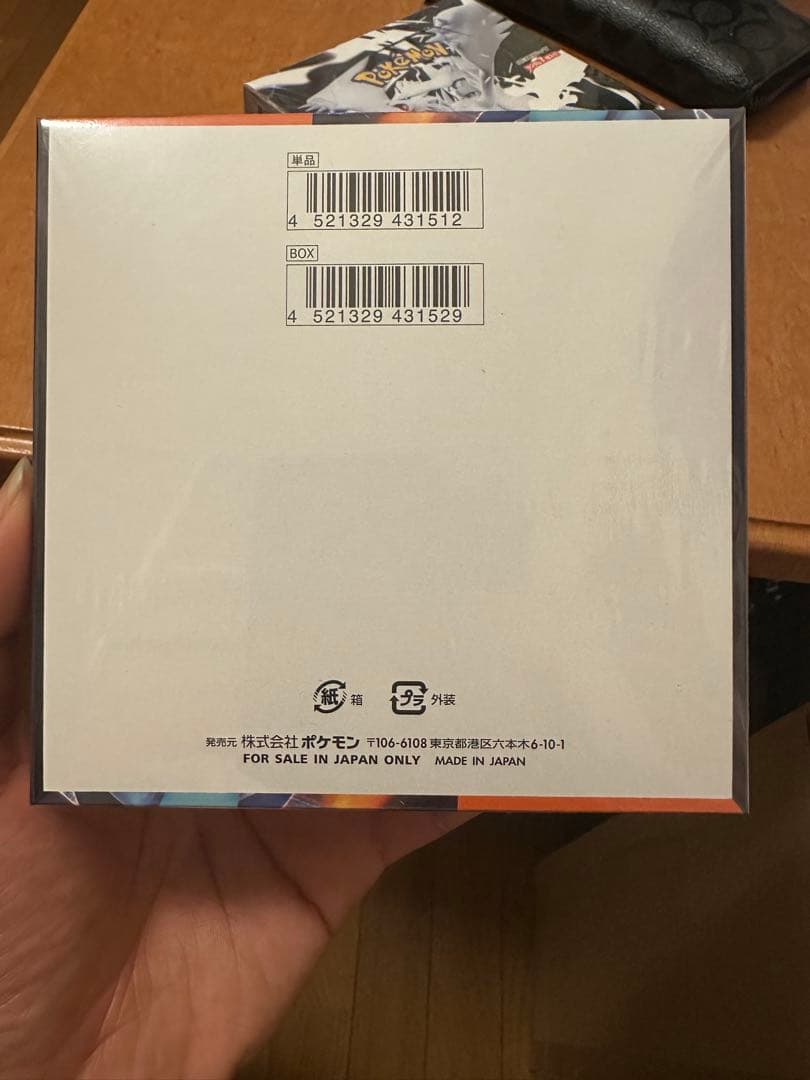 POKéMON
単品
4 521329 431512
BOX
4 521329 431529
紙 箱 プラ 外装
発売元 株式会社ポケモン 〒106-6108 東京都港区六本木6-10-1
FOR SALE IN JAPAN ONLY MADE IN JAPAN